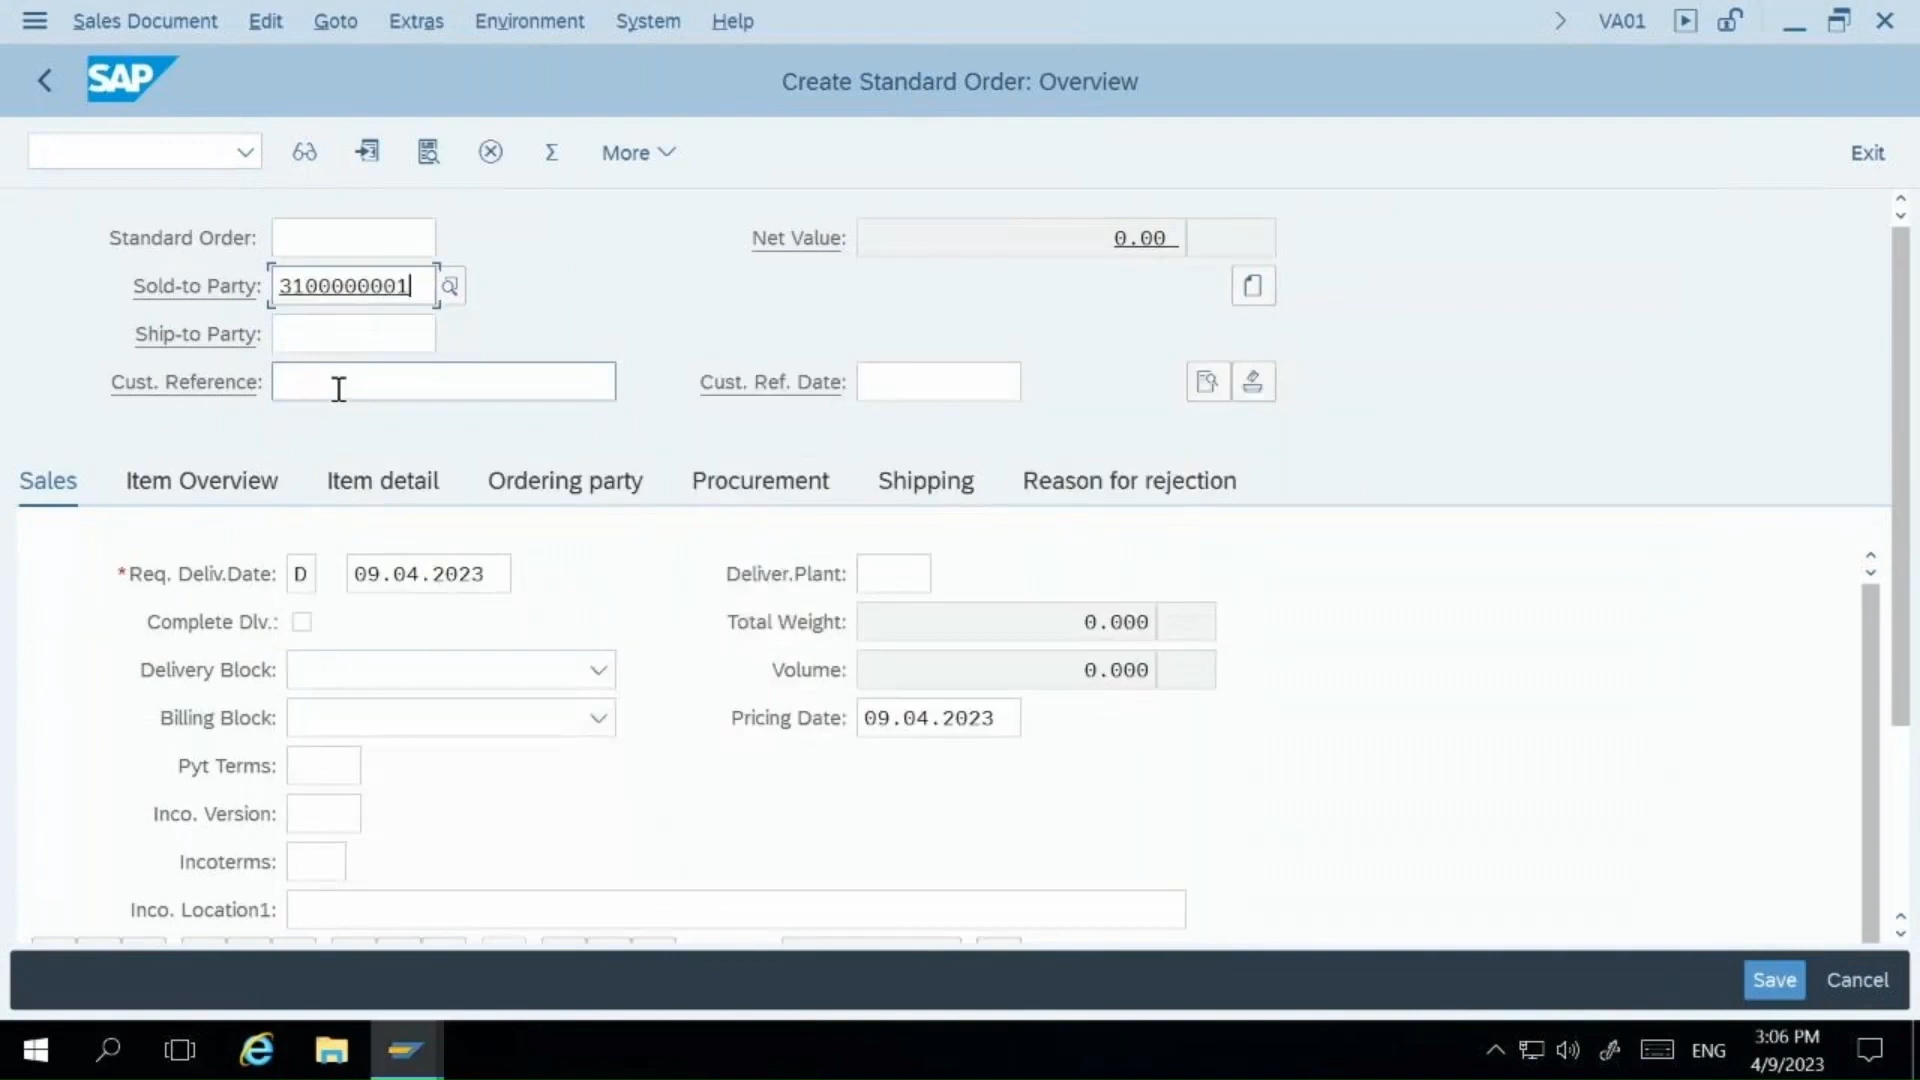 Sales Document Edit Goto Extras Environment System Help VA01
SAP Create Standard Order: Overview
More Exit
Standard Order: Net Value: 0.00
Sold-to Party: 3100000001
Ship-to Party:
Cust. Reference: Cust. Ref. Date:
Sales Item Overview Item detail Ordering party Procurement Shipping Reason for rejection
*Req. Deliv.Date: D 09.04.2023 Deliver.Plant:
Complete Dlv.: Total Weight: 0.000
Delivery Block: Volume: 0.000
Billing Block: Pricing Date: 09.04.2023
Pyt Terms:
Inco. Version:
Incoterms:
Inco. Location1:
Save Cancel
ENG 3:06 PM
4/9/2023